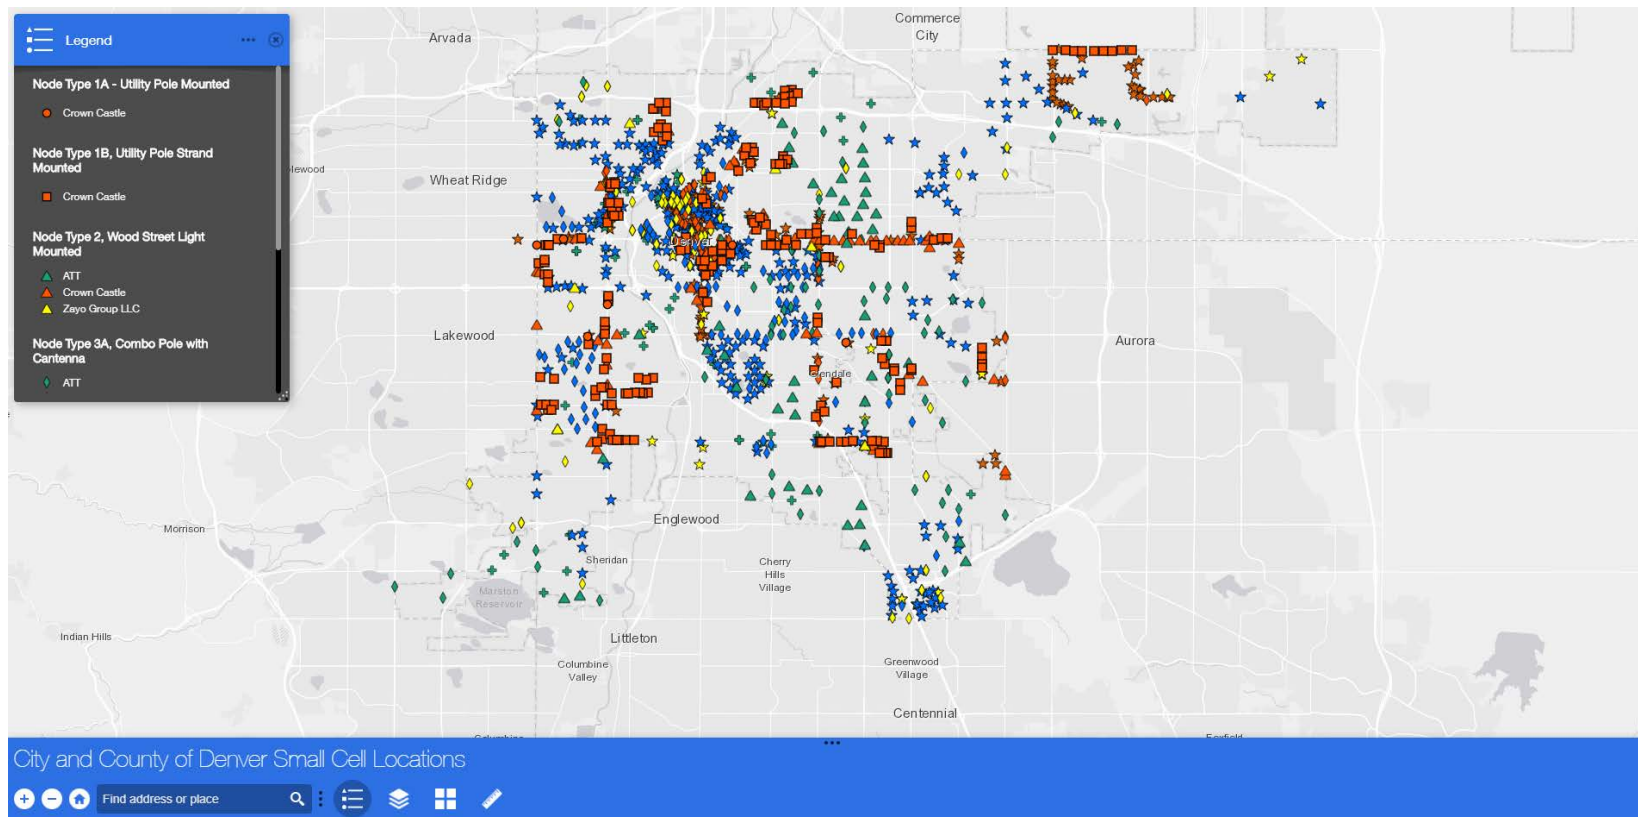 Legend
Node Type 1A - Utility Pole Mounted
Crown Castle
Node Type 1B, Utility Pole Strand
Mounted
Crown Castle
Node Type 2, Wood Street Light
Mounted
ATT
Crown Castle
Zayo Group LLC
Node Type 3A, Combo Pole with
Cantenna
ATT
Commerce
City
Arvada
lewood
Wheat Ridge
Denver
Lakewood
Aurora
Glendale
Morrison
Englewood
Sheridan
Cherry
Hills
Village
Marston
Reservoir
Indian Hills
Littleton
Columbine
Valley
Greenwood
Village
Centennial
City and County of Denver Small Cell Locations
Find address or place